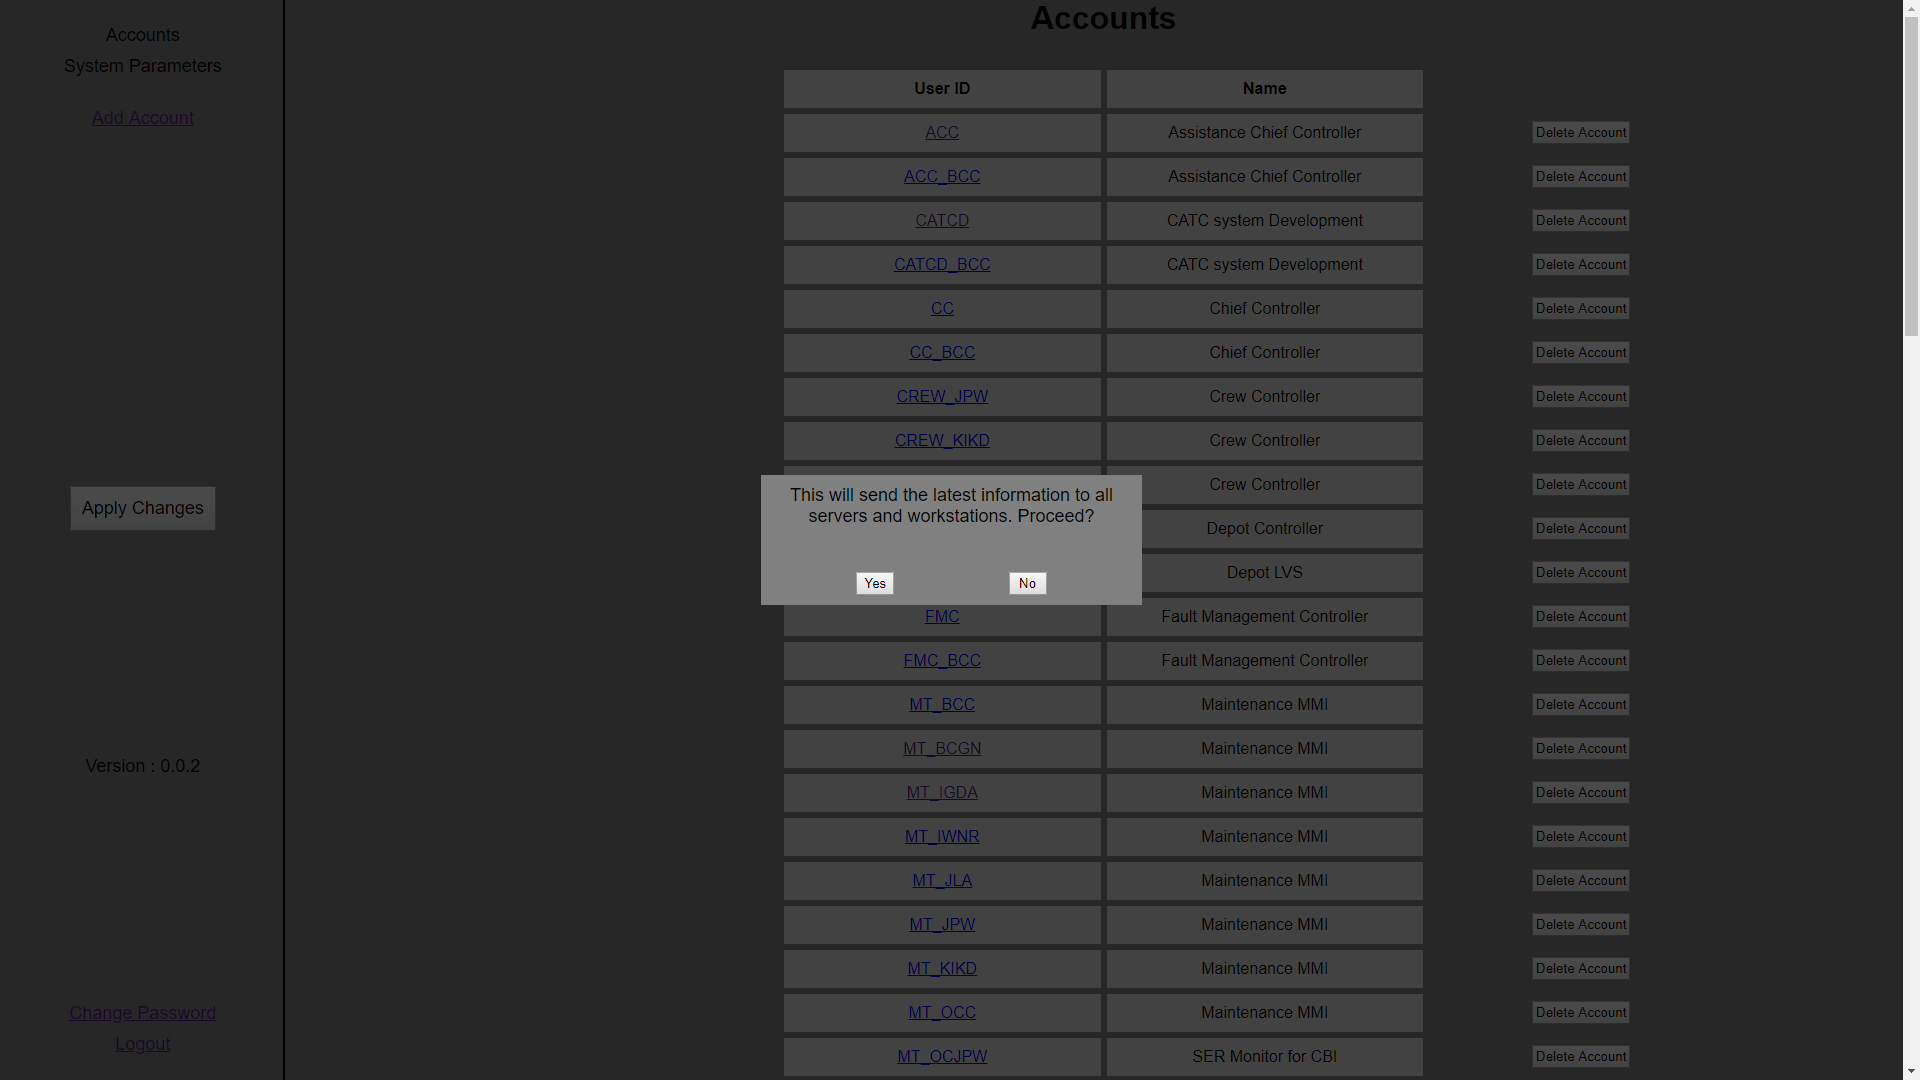 Accounts
System Parameters
Add Account
Apply Changes
Version : 0.0.2
Change Password
Logout
Accounts
User ID Name
ACC Assistance Chief Controller Delete Account
ACC_BCC Assistance Chief Controller Delete Account
CATCD CATC system Development Delete Account
CATCD_BCC CATC system Development Delete Account
CC Chief Controller Delete Account
CC_BCC Chief Controller Delete Account
CREW_JPW Crew Controller Delete Account
CREW_KIKD Crew Controller Delete Account
Crew Controller Delete Account
Depot Controller Delete Account
Depot LVS Delete Account
This will send the latest information to all
servers and workstations. Proceed?
Yes No
FMC Fault Management Controller Delete Account
FMC_BCC Fault Management Controller Delete Account
MT_BCC Maintenance MMI Delete Account
MT_BCGN Maintenance MMI Delete Account
MT_IGDA Maintenance MMI Delete Account
MT_IWNR Maintenance MMI Delete Account
MT_JLA Maintenance MMI Delete Account
MT_JPW Maintenance MMI Delete Account
MT_KIKD Maintenance MMI Delete Account
MT_OCC Maintenance MMI Delete Account
MT_OCJPW SER Monitor for CBI Delete Account